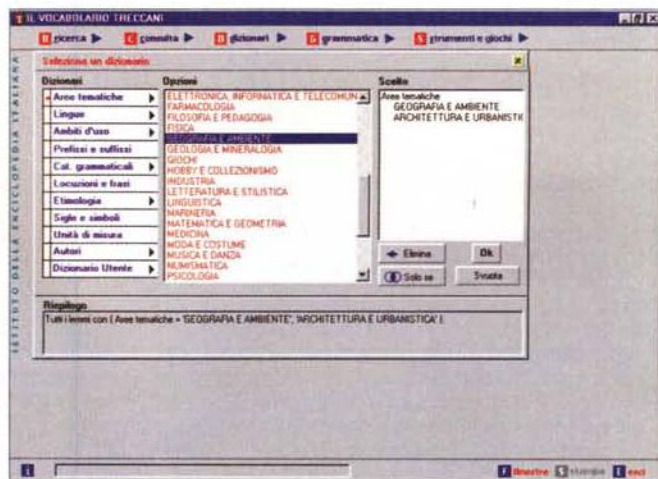 IL VOCABOLARIO TRECCANI
R ricerca C consulta D dizionari G grammatica S strumenti e giochi
ISTITUTO DELLA ENCICLOPEDIA ITALIANA
Seleziona un dizionario
Dizionari
Aree tematiche
Lingue
Ambiti d'uso
Prefissi e suffissi
Cat. grammaticali
Locuzioni e frasi
Etimologia
Sigle e simboli
Unità di misura
Autori
Dizionario Utente
Opzioni
ELETTRONICA, INFORMATICA E TELECOMUN
FARMACOLOGIA
FILOSOFIA E PEDAGOGIA
FISICA
GEOGRAFIA E AMBIENTE
GEOLOGIA E MINERALOGIA
GIOCHI
HOBBY E COLLEZIONISMO
INDUSTRIA
LETTERATURA E STILISTICA
LINGUISTICA
MARINERIA
MATEMATICA E GEOMETRIA
MEDICINA
MODA E COSTUME
MUSICA E DANZA
NUMISMATICA
PSICOLOGIA
Scelte
Aree tematiche
GEOGRAFIA E AMBIENTE
ARCHITETTURA E URBANISTI
Elimina Ok
Solo se Svuota
Riepilogo
Tutti i lemmi con ( Aree tematiche = 'GEOGRAFIA E AMBIENTE', 'ARCHITETTURA E URBANISTICA' ).
i F finestre S stampa E esci